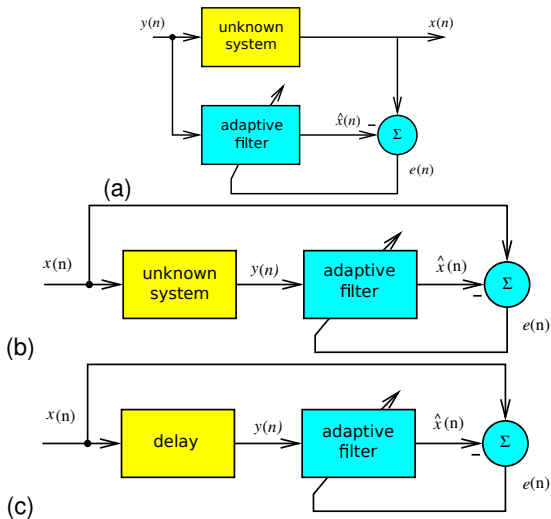 y(n)
unknown
system
x(n)
adaptive
filter
x̂(n)
−
Σ
e(n)
(a)
x(n)
unknown
system
y(n)
adaptive
filter
x̂(n)
−
Σ
e(n)
(b)
x(n)
delay
y(n)
adaptive
filter
x̂(n)
−
Σ
e(n)
(c)